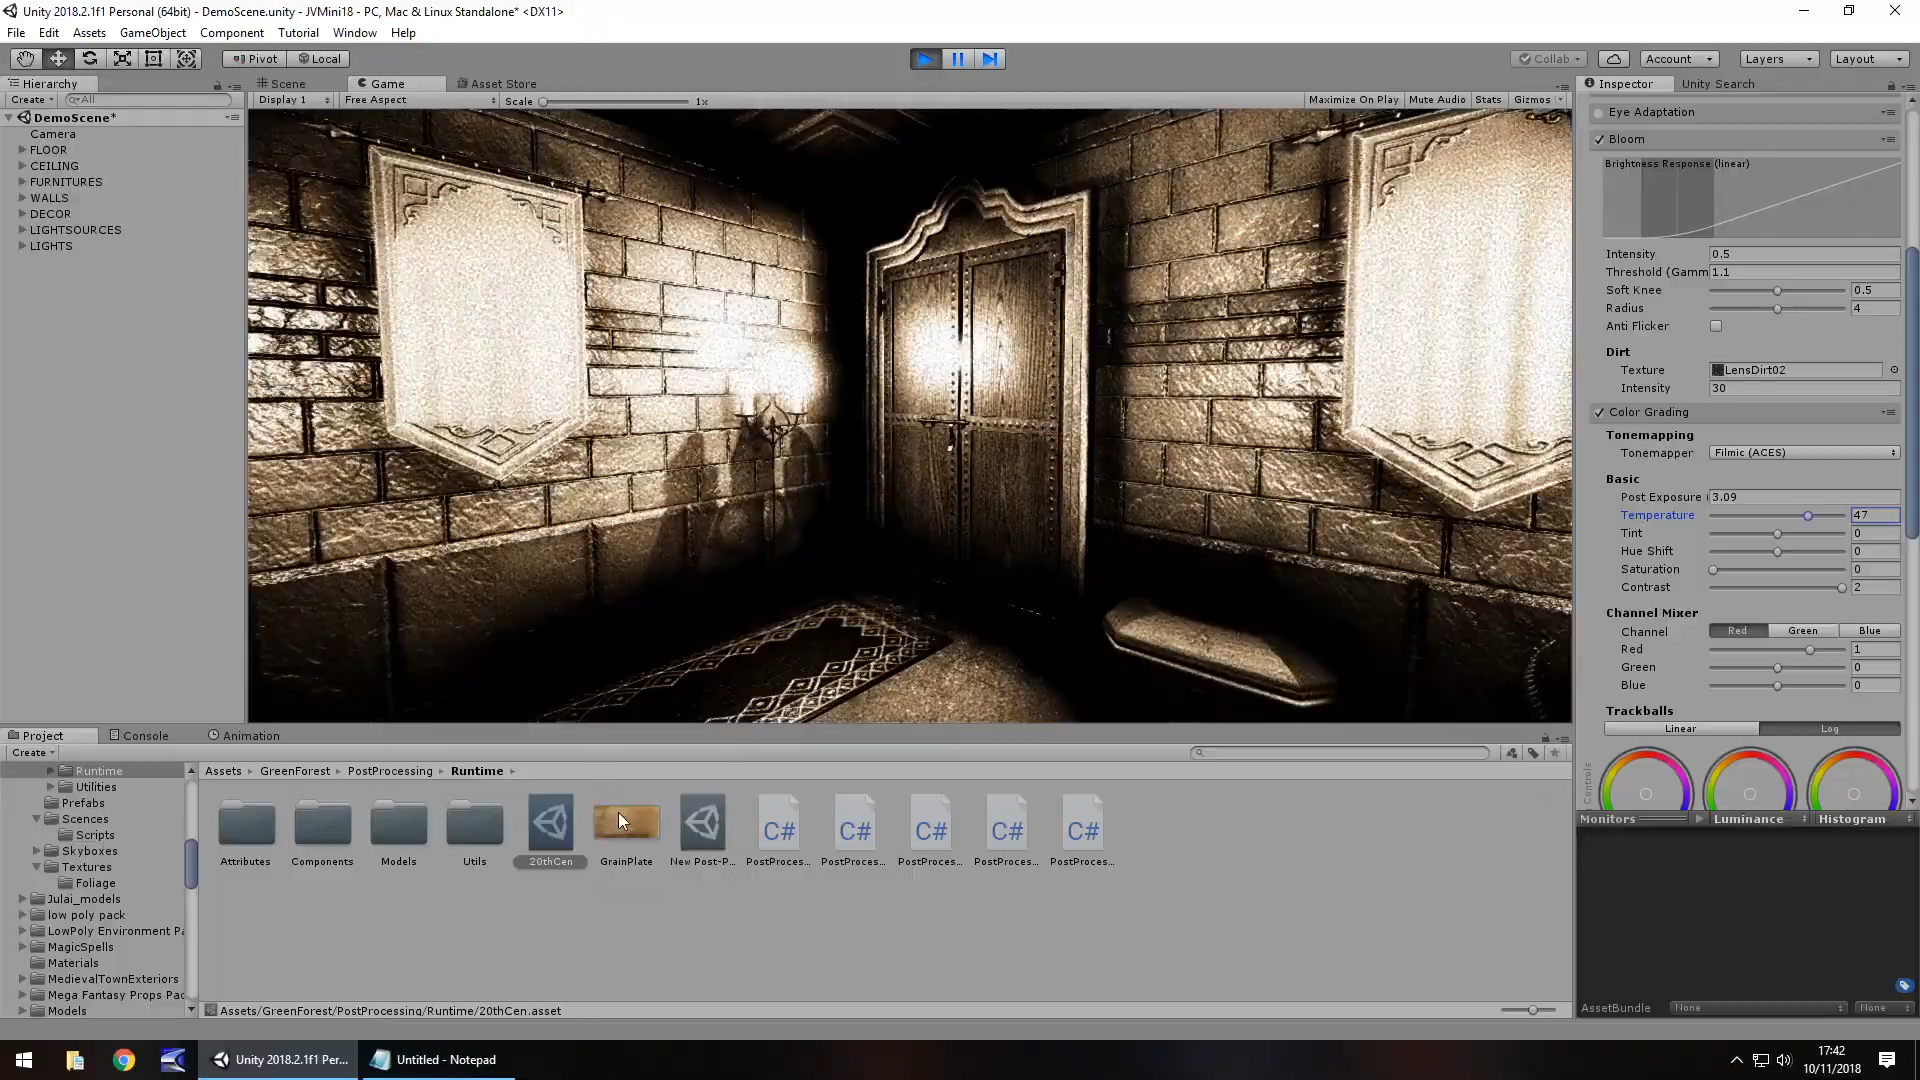 Unity 2018.2.1f1 Personal (64bit) - DemoScene.unity - JVMini18 - PC, Mac & Linux Standalone* <DX11>
File Edit Assets GameObject Component Tutorial Window Help
Pivot Local Collab Account Layers Layout
Hierarchy Scene Game Asset Store Inspector Unity Search
Create All Display 1 Free Aspect Scale 1x Maximize On Play Mute Audio Stats Gizmos
DemoScene*
Camera
FLOOR
CEILING
FURNITURES
WALLS
DECOR
LIGHTSOURCES
LIGHTS
Eye Adaptation
Bloom
Brightness Response (linear)
Intensity 0.5
Threshold (Gamm 1.1
Soft Knee 0.5
Radius 4
Anti Flicker
Dirt
Texture LensDirt02
Intensity 30
Color Grading
Tonemapping
Tonemapper Filmic (ACES)
Basic
Post Exposure ( 3.09
Temperature 47
Tint 0
Hue Shift 0
Saturation 0
Contrast 2
Channel Mixer
Channel Red Green Blue
Red 1
Green 0
Blue 0
Trackballs
Linear Log
Monitors Luminance Histogram
AssetBundle None None
Project Console Animation
Create
Assets GreenForest PostProcessing Runtime
Runtime
Utilities
Prefabs
Scences
Scripts
Skyboxes
Textures
Foliage
Julai_models
low poly pack
LowPoly Environment Pa
MagicSpells
Materials
MedievalTownExteriors
Mega Fantasy Props Pac
Models
C# C# C# C# C#
Attributes Components Models Utils 20thCen GrainPlate New Post-P... PostProces... PostProces... PostProces... PostProces... PostProces...
Assets/GreenForest/PostProcessing/Runtime/20thCen.asset
Unity 2018.2.1f1 Per... Untitled - Notepad
17:42
10/11/2018